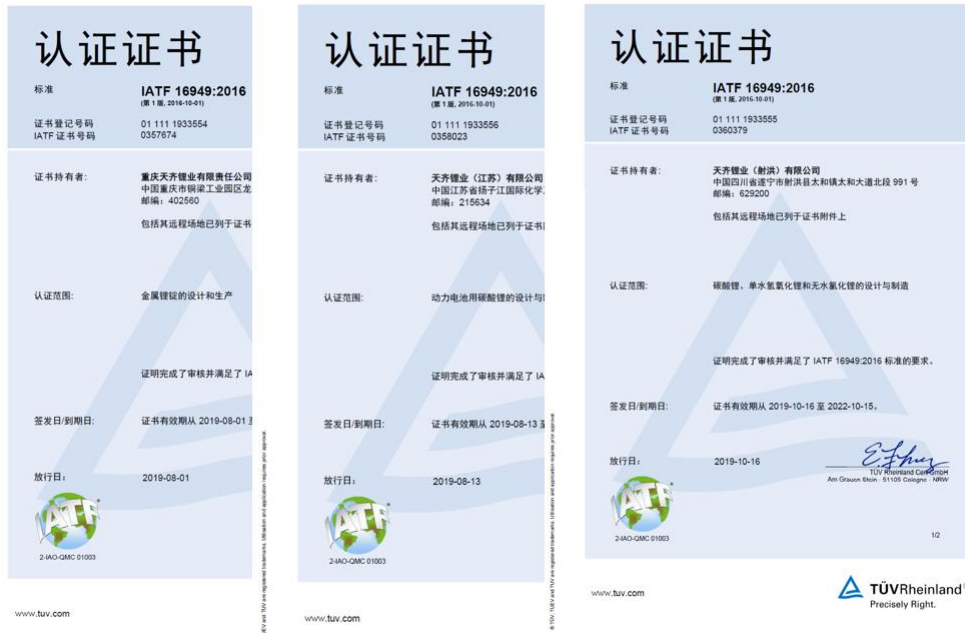 认证证书
标准
IATF 16949:2016
(第 1 版, 2016-10-01)
证书登记号码
01 111 1933554
IATF 证书号码
0357674
证书持有者:
重庆天齐锂业有限责任公司
中国重庆市铜梁工业园区龙
邮编: 402560
包括其远程场地已列于证书
认证范围:
金属锂锭的设计和生产
证明完成了审核并满足了 IA
签发日/到期日:
证书有效期从 2019-08-01 至
放行日:
2019-08-01
IATF
2-IAO-QMC 01003
www.tuv.com
认证证书
标准
IATF 16949:2016
(第 1 版, 2016-10-01)
证书登记号码
01 111 1933556
IATF 证书号码
0358023
证书持有者:
天齐锂业（江苏）有限公司
中国江苏省扬子江国际化学
邮编: 215634
包括其远程场地已列于证书
认证范围:
动力电池用碳酸锂的设计与
证明完成了审核并满足了 IA
签发日/到期日:
证书有效期从 2019-08-13 至
放行日:
2019-08-13
IATF
2-IAO-QMC 01003
www.tuv.com
认证证书
标准
IATF 16949:2016
(第 1 版, 2016-10-01)
证书登记号码
01 111 1933555
IATF 证书号码
0360379
证书持有者:
天齐锂业（射洪）有限公司
中国四川省遂宁市射洪县太和镇太和大道北段 991 号
邮编: 629200
包括其远程场地已列于证书附件上
认证范围:
碳酸锂、单水氢氧化锂和无水氯化锂的设计与制造
证明完成了审核并满足了 IATF 16949:2016 标准的要求。
签发日/到期日:
证书有效期从 2019-10-16 至 2022-10-15。
放行日:
2019-10-16
TÜV Rheinland Cert GmbH
Am Grauen Stein · 51105 Cologne · NRW
IATF
2-IAO-QMC 01003
1/2
www.tuv.com
TÜVRheinland
Precisely Right.